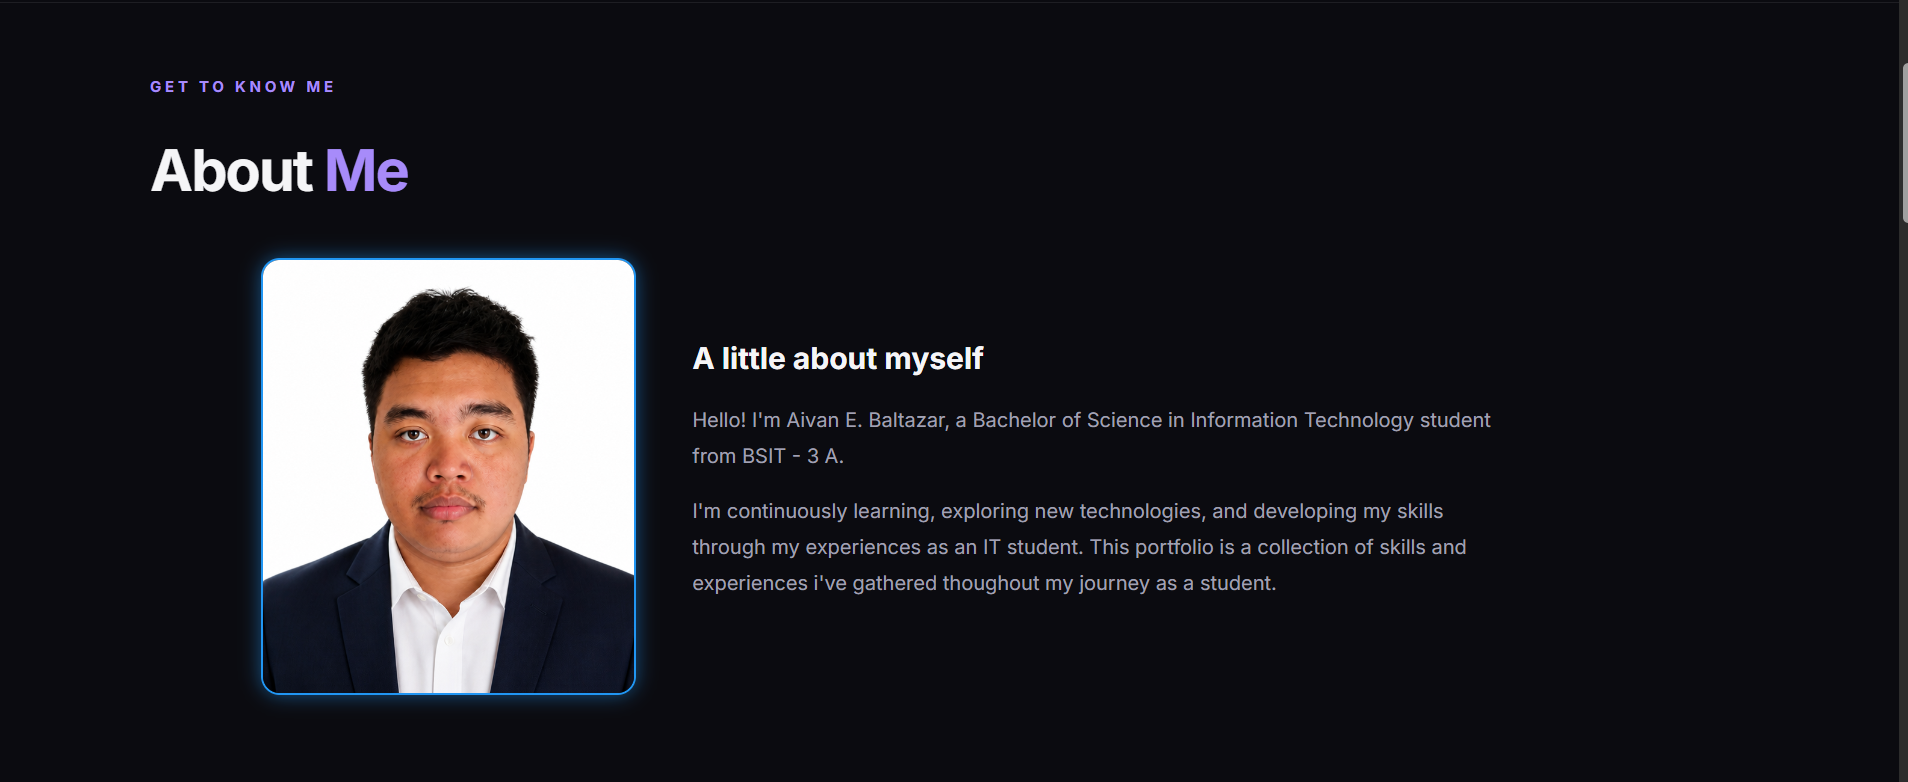 GET TO KNOW ME
About Me
A little about myself
Hello! I'm Aivan E. Baltazar, a Bachelor of Science in Information Technology student
from BSIT - 3 A.
I'm continuously learning, exploring new technologies, and developing my skills
through my experiences as an IT student. This portfolio is a collection of skills and
experiences i've gathered thoughout my journey as a student.